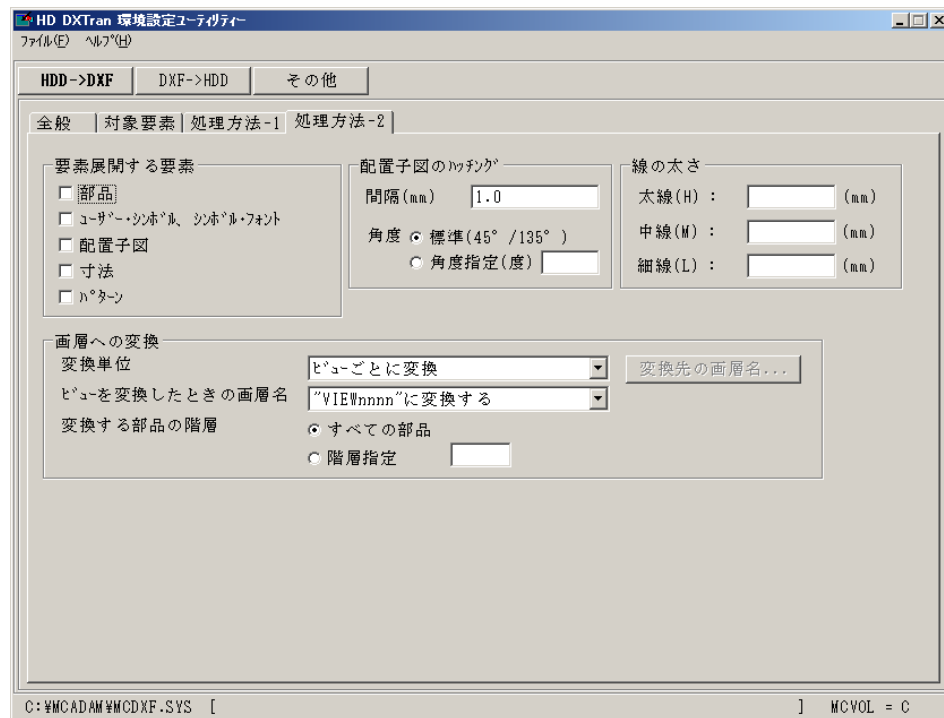 HD DXTran 環境設定ﾕｰﾃｨﾘﾃｨｰ
ﾌｧｲﾙ(F) ﾍﾙﾌﾟ(H)
HDD->DXF DXF->HDD その他
全般 対象要素 処理方法-1 処理方法-2
要素展開する要素
部品
ﾕｰｻﾞｰ・ｼﾝﾎﾞﾙ、ｼﾝﾎﾞﾙ・ﾌｫﾝﾄ
配置子図
寸法
ﾊﾟﾀｰﾝ
配置子図のﾊｯﾁﾝｸﾞ
間隔(mm) 1.0
角度 標準(45°/135°)
角度指定(度)
線の太さ
太線(H) : (mm)
中線(M) : (mm)
細線(L) : (mm)
画層への変換
変換単位 ﾋﾞｭｰごとに変換 変換先の画層名...
ﾋﾞｭｰを変換したときの画層名 "VIEWnnnn"に変換する
変換する部品の階層 すべての部品
階層指定
C:¥MCADAM¥MCDXF.SYS [ ] MCVOL = C